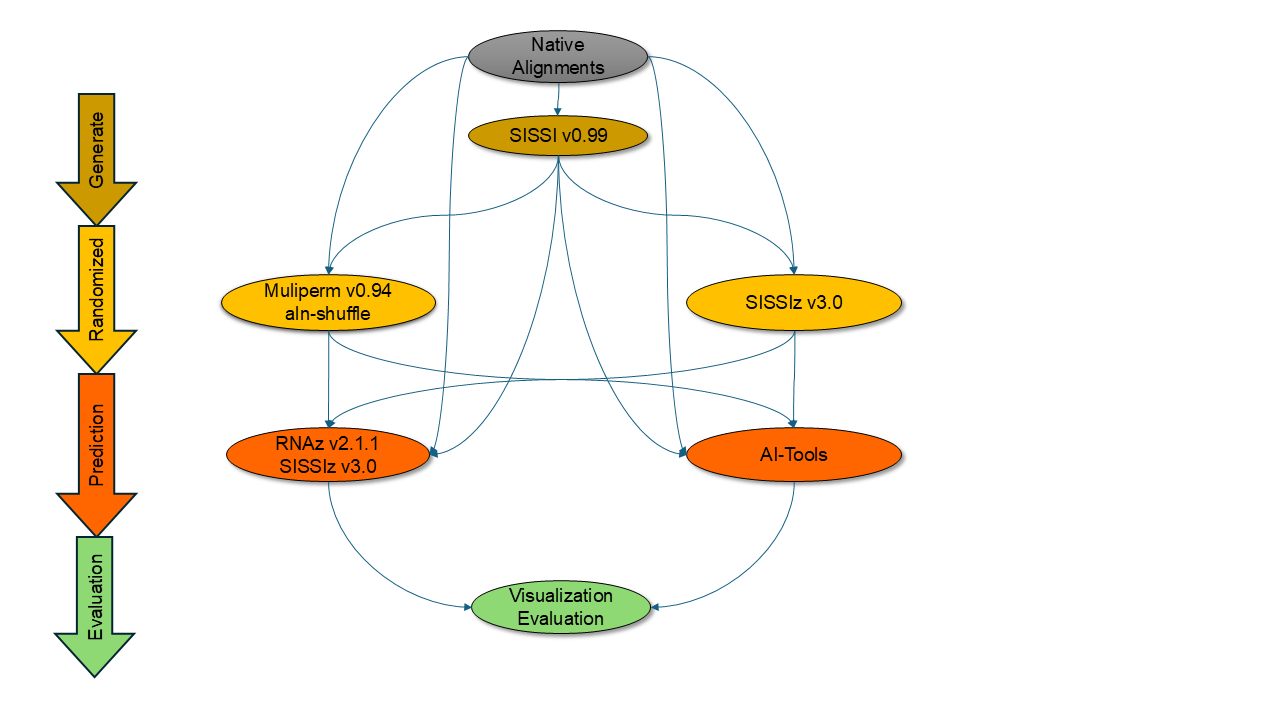 Native
Alignments
SISSI v0.99
Generate
Randomized
Muliperm v0.94
aln-shuffle
SISSIz v3.0
Prediction
RNAz v2.1.1
SISSIz v3.0
AI-Tools
Evaluation
Visualization
Evaluation